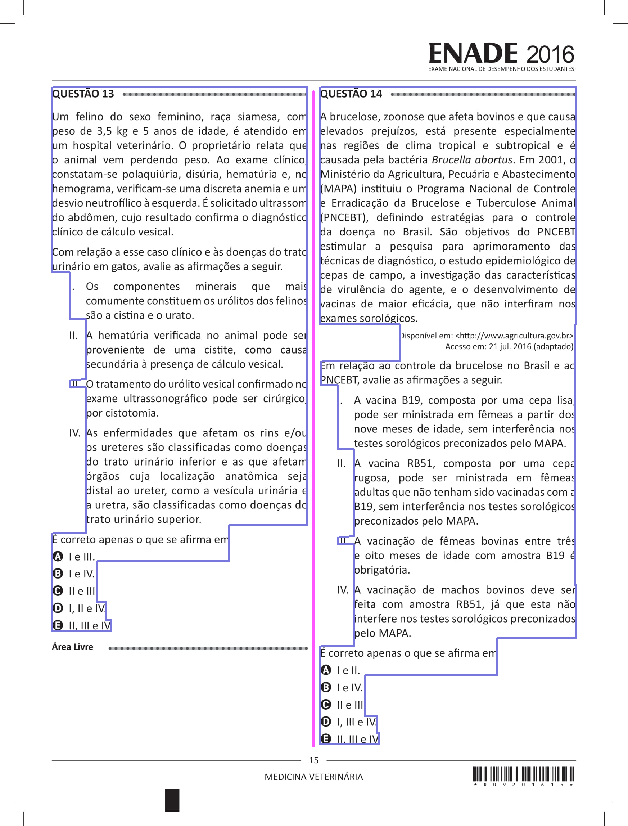 ENADE 2016
EXAME NACIONAL DE DESEMPENHO DOS ESTUDANTES
QUESTÃO 13
Um felino do sexo feminino, raça siamesa, com
peso de 3,5 kg e 5 anos de idade, é atendido em
um hospital veterinário. O proprietário relata que
o animal vem perdendo peso. Ao exame clínico,
constatam-se polaquiúria, disúria, hematúria e, no
hemograma, verificam-se uma discreta anemia e um
desvio neutrofílico à esquerda. É solicitado ultrassom
do abdômen, cujo resultado confirma o diagnóstico
clínico de cálculo vesical.
Com relação a esse caso clínico e às doenças do trato
urinário em gatos, avalie as afirmações a seguir.
I. Os componentes minerais que mais
comumente constituem os urólitos dos felinos
são a cistina e o urato.
II. A hematúria verificada no animal pode ser
proveniente de uma cistite, como causa
secundária à presença de cálculo vesical.
III. O tratamento do urólito vesical confirmado no
exame ultrassonográfico pode ser cirúrgico,
por cistotomia.
IV. As enfermidades que afetam os rins e/ou
os ureteres são classificadas como doenças
do trato urinário inferior e as que afetam
órgãos cuja localização anatômica seja
distal ao ureter, como a vesícula urinária e
a uretra, são classificadas como doenças do
trato urinário superior.
É correto apenas o que se afirma em
A I e III.
B I e IV.
C II e III.
D I, II e IV.
E II, III e IV.
Área Livre
QUESTÃO 14
A brucelose, zoonose que afeta bovinos e que causa
elevados prejuízos, está presente especialmente
nas regiões de clima tropical e subtropical e é
causada pela bactéria Brucella abortus. Em 2001, o
Ministério da Agricultura, Pecuária e Abastecimento
(MAPA) instituiu o Programa Nacional de Controle
e Erradicação da Brucelose e Tuberculose Animal
(PNCEBT), definindo estratégias para o controle
da doença no Brasil. São objetivos do PNCEBT
estimular a pesquisa para aprimoramento das
técnicas de diagnóstico, o estudo epidemiológico de
cepas de campo, a investigação das características
de virulência do agente, e o desenvolvimento de
vacinas de maior eficácia, que não interfiram nos
exames sorológicos.
Disponível em: <http://www.agricultura.gov.br>.
Acesso em: 21 jul. 2016 (adaptado).
Em relação ao controle da brucelose no Brasil e ao
PNCEBT, avalie as afirmações a seguir.
I. A vacina B19, composta por uma cepa lisa,
pode ser ministrada em fêmeas a partir dos
nove meses de idade, sem interferência nos
testes sorológicos preconizados pelo MAPA.
II. A vacina RB51, composta por uma cepa
rugosa, pode ser ministrada em fêmeas
adultas que não tenham sido vacinadas com a
B19, sem interferência nos testes sorológicos
preconizados pelo MAPA.
III. A vacinação de fêmeas bovinas entre três
e oito meses de idade com amostra B19 é
obrigatória.
IV. A vacinação de machos bovinos deve ser
feita com amostra RB51, já que esta não
interfere nos testes sorológicos preconizados
pelo MAPA.
É correto apenas o que se afirma em
A I e II.
B I e IV.
C II e III.
D I, III e IV.
E II, III e IV.
15
MEDICINA VETERINÁRIA